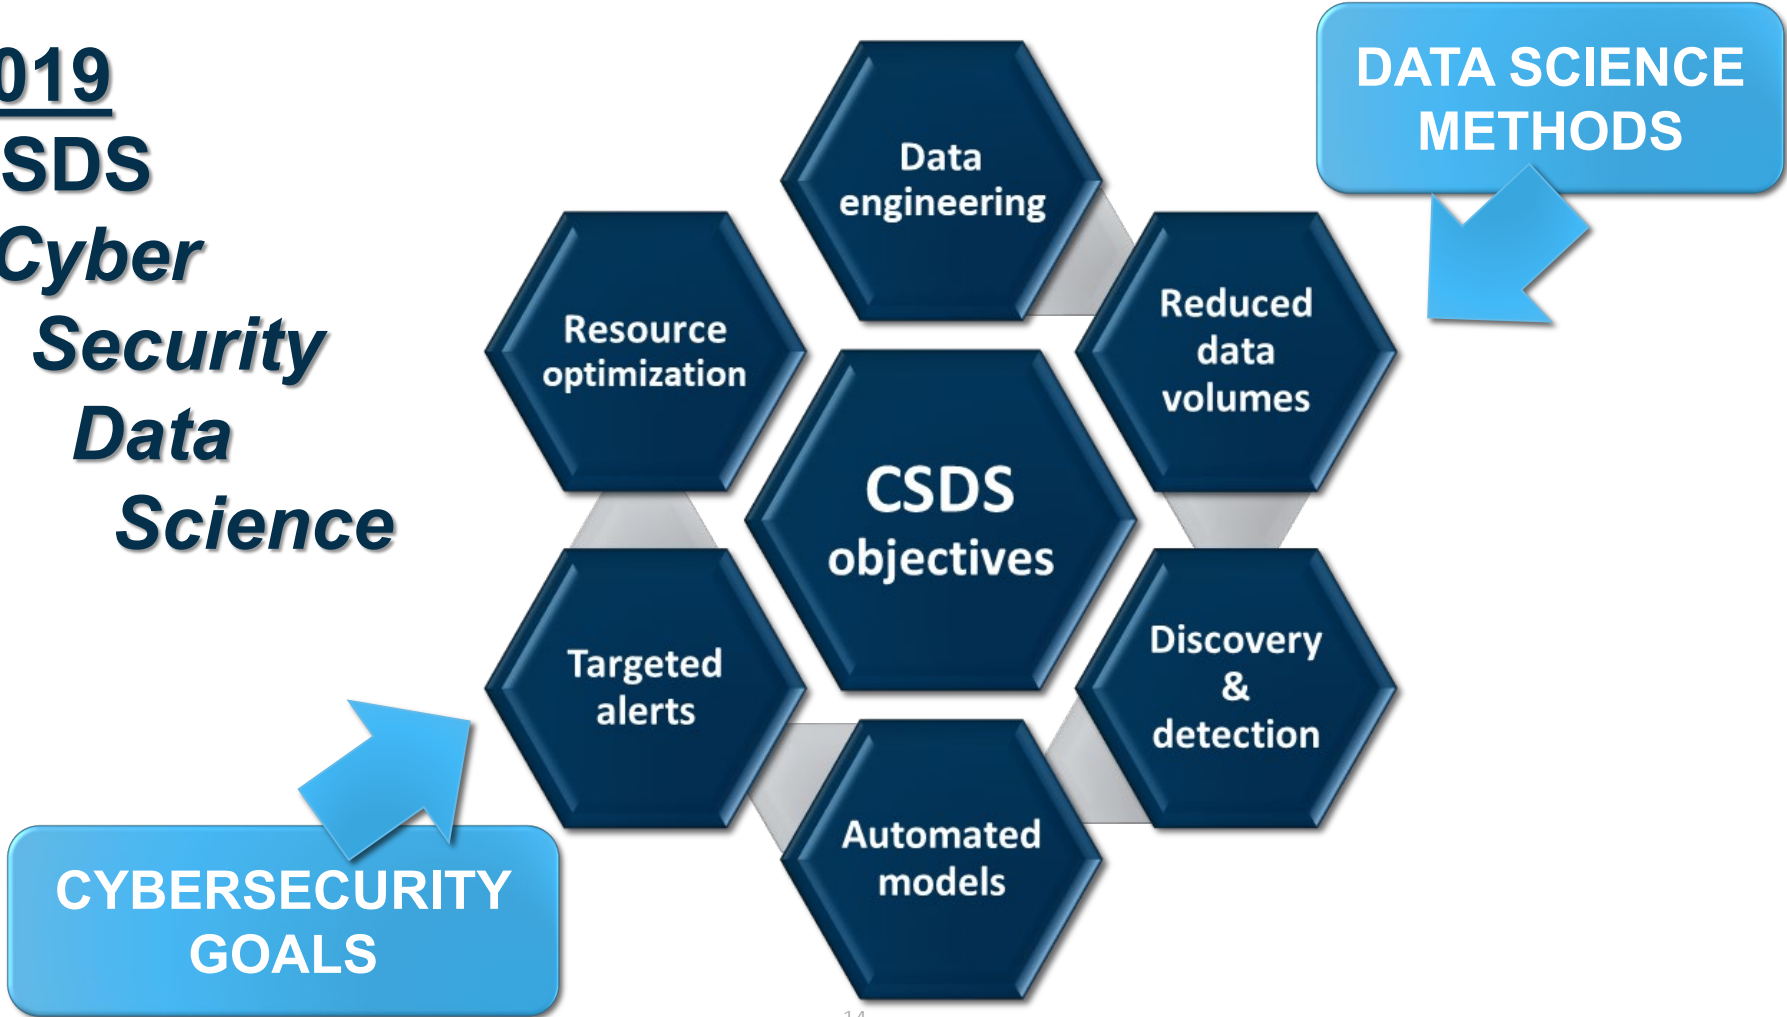 019
SDS
Cyber
Security
Data
Science
DATA SCIENCE
METHODS
Data
engineering
Reduced
data
volumes
Resource
optimization
CSDS
objectives
Discovery
&
detection
Targeted
alerts
Automated
models
CYBERSECURITY
GOALS
14